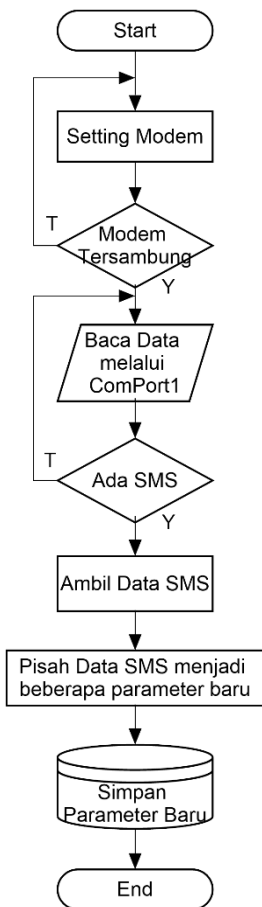 Start
Setting Modem
T
Modem
Tersambung
Y
Baca Data
melalui
ComPort1
T
Ada SMS
Y
Ambil Data SMS
Pisah Data SMS menjadi
beberapa parameter baru
Simpan
Parameter Baru
End